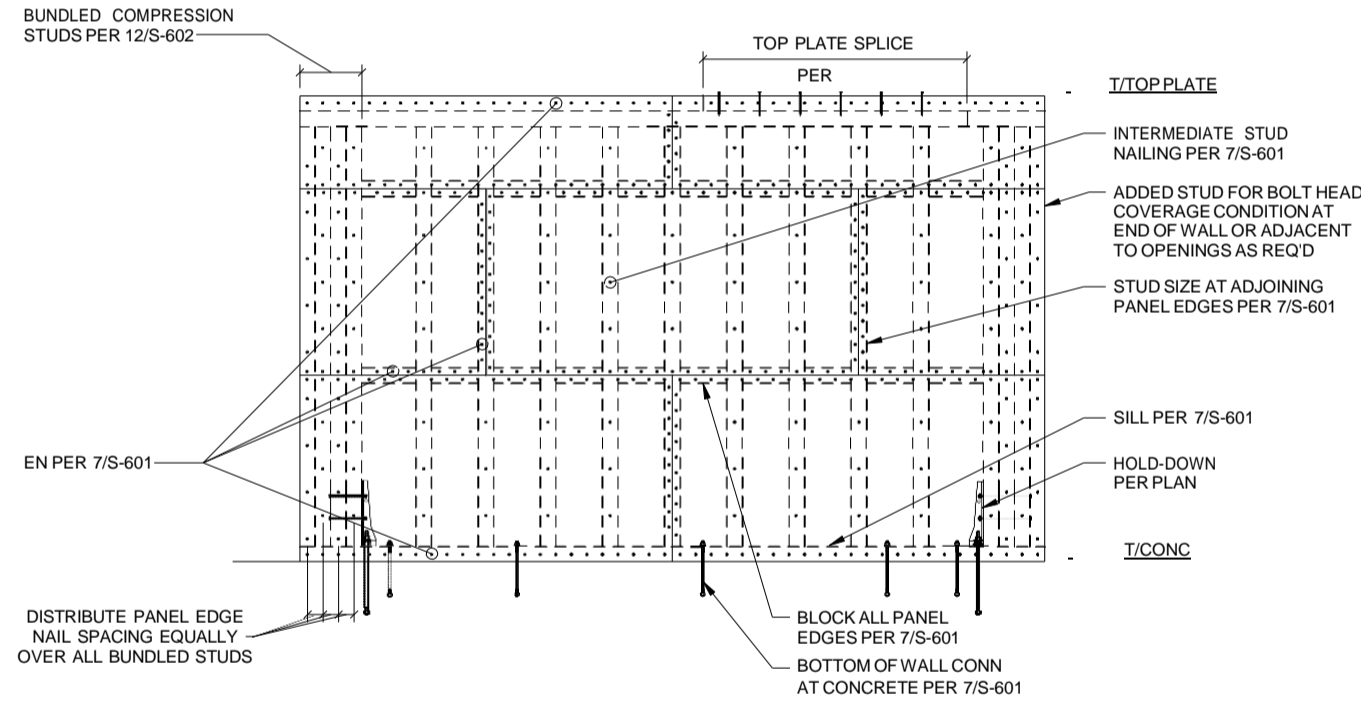 BUNDLED COMPRESSION
STUDS PER 12/S-602
TOP PLATE SPLICE
PER
T/TOP PLATE
INTERMEDIATE STUD
NAILING PER 7/S-601
ADDED STUD FOR BOLT HEAD
COVERAGE CONDITION AT
END OF WALL OR ADJACENT
TO OPENINGS AS REQ'D
STUD SIZE AT ADJOINING
PANEL EDGES PER 7/S-601
EN PER 7/S-601
SILL PER 7/S-601
HOLD-DOWN
PER PLAN
T/CONC
DISTRIBUTE PANEL EDGE
NAIL SPACING EQUALLY
OVER ALL BUNDLED STUDS
BLOCK ALL PANEL
EDGES PER 7/S-601
BOTTOM OF WALL CONN
AT CONCRETE PER 7/S-601